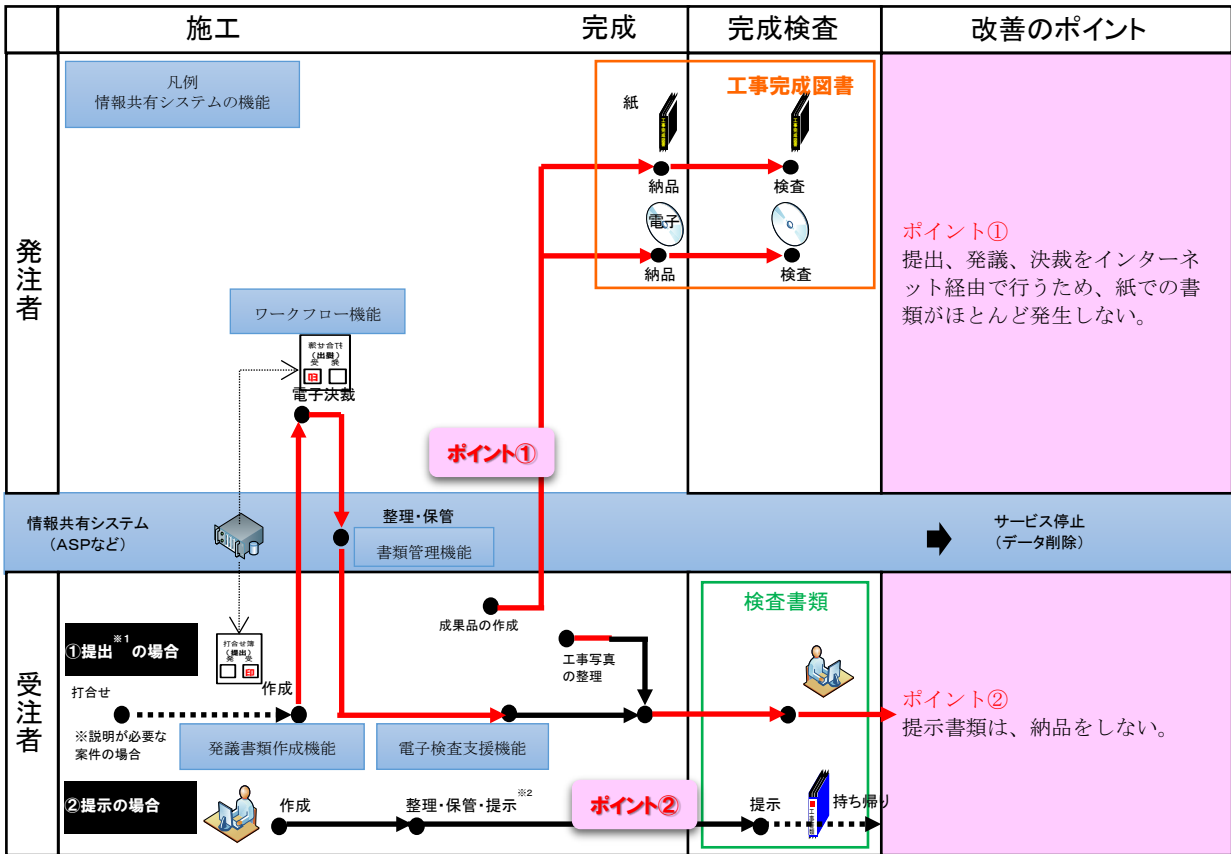 施工
完成
完成検査
改善のポイント
発注者
凡例
情報共有システムの機能
工事完成図書
紙
納品
検査
電子
納品
検査
ポイント①
提出、発議、決裁をインターネ
ット経由で行うため、紙での書
類がほとんど発生しない。
ワークフロー機能
電子決裁
ポイント①
情報共有システム
(ASPなど)
整理・保管
書類管理機能
サービス停止
(データ削除)
受注者
①提出※1の場合
打合せ簿
(提出)
発 受
印
作成
打合せ
※説明が必要な
案件の場合
発議書類作成機能
電子検査支援機能
成果品の作成
工事写真
の整理
検査書類
ポイント②
提示書類は、納品をしない。
②提示の場合
作成
整理・保管・提示※2
ポイント②
提示
持ち帰り